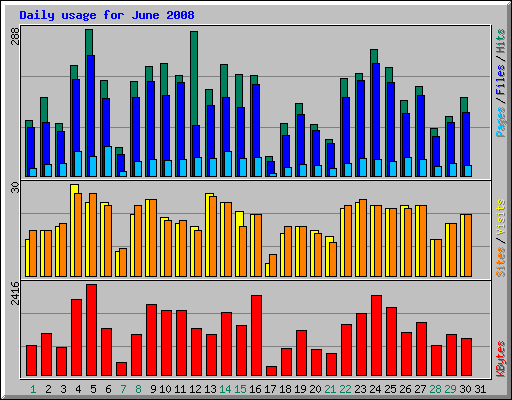 Daily usage for June 2008
288
Pages / Files / Hits
30
Sites / Visits
2416
KBytes
1 2 3 4 5 6 7 8 9 10 11 12 13 14 15 16 17 18 19 20 21 22 23 24 25 26 27 28 29 30 31